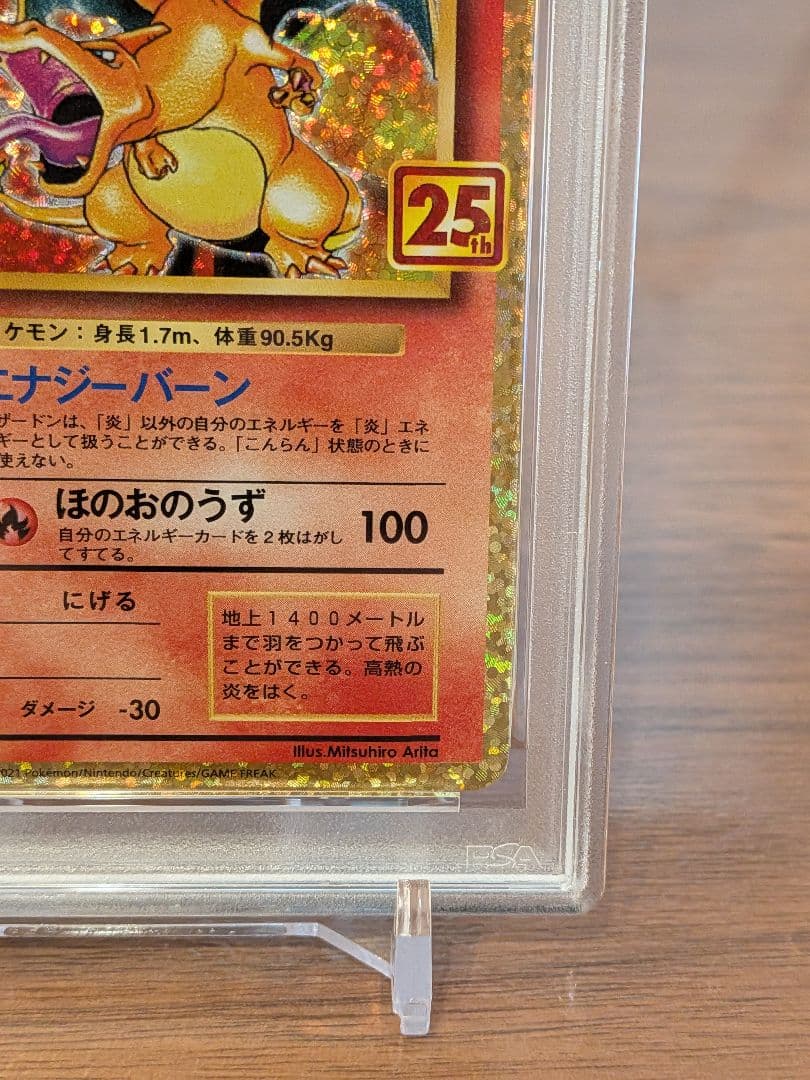 25th
ケモン：身長1.7m、体重90.5Kg
エナジーバーン
ザードンは、「炎」以外の自分のエネルギーを「炎」エネ
ギーとして扱うことができる。「こんらん」状態のときに
使えない。
ほのおのうず
100
自分のエネルギーカードを2枚はがし
てすてる。
にげる
地上1400メートル
まで羽をつかって飛ぶ
ことができる。高熱の
炎をはく。
ダメージ -30
Illus.Mitsuhiro Arita
021 Pokémon/Nintendo/Creatures/GAME FREAK
PSA